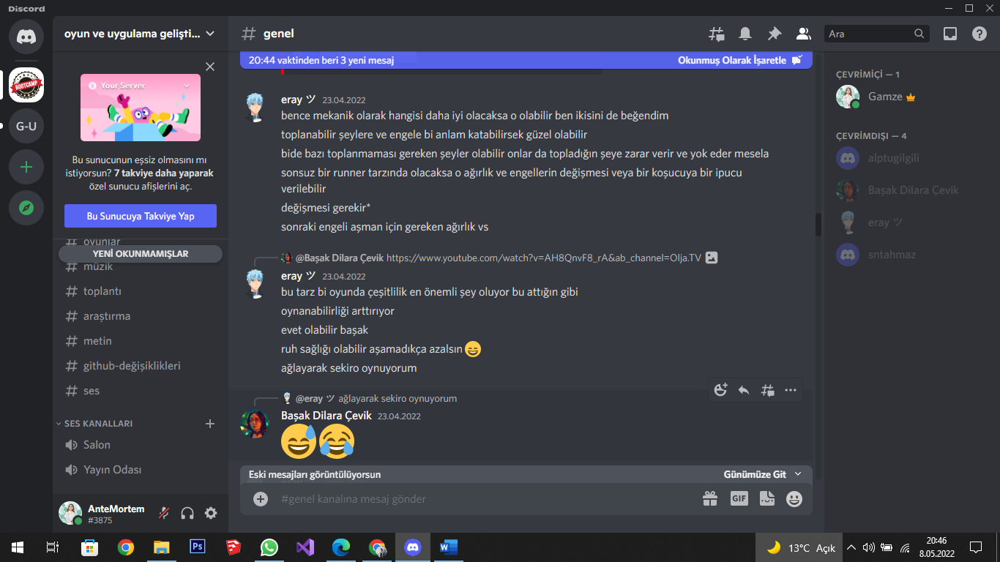 Discord
BOOTCAMP
G-U
oyun ve uygulama gelişti...
Your Server
Bu sunucunun eşsiz olmasını mı
istiyorsun? 7 takviye daha yaparak
özel sunucu afişlerini aç.
Bu Sunucuya Takviye Yap
oyunlar
YENİ OKUNMAMIŞLAR
müzik
toplantı
araştırma
metin
github-değişiklikleri
ses
SES KANALLARI
Salon
Yayın Odası
AnteMortem
#3875
genel
Ara
20:44 vaktinden beri 3 yeni mesaj
Okunmuş Olarak İşaretle
eray ツ 23.04.2022
bence mekanik olarak hangisi daha iyi olacaksa o olabilir ben ikisini de beğendim
toplanabilir şeylere ve engele bi anlam katabilirsek güzel olabilir
bide bazı toplanmaması gereken şeyler olabilir onlar da topladığın şeye zarar verir ve yok eder mesela
sonsuz bir runner tarzında olacaksa o ağırlık ve engellerin değişmesi veya bir koşucuya bir ipucu
verilebilir
değişmesi gerekir*
sonraki engeli aşman için gereken ağırlık vs
@Başak Dilara Çevik https://www.youtube.com/watch?v=AH8QnvF8_rA&ab_channel=Olja.TV
eray ツ 23.04.2022
bu tarz bi oyunda çeşitlilik en önemli şey oluyor bu attığın gibi
oynanabilirliği arttırıyor
evet olabilir başak
ruh sağlığı olabilir aşamadıkça azalsın 😄
ağlayarak sekiro oynuyorum
@eray ツ ağlayarak sekiro oynuyorum
Başak Dilara Çevik 23.04.2022
😅😂
Eski mesajları görüntülüyorsun
Günümüze Git
#genel kanalına mesaj gönder
GIF
ÇEVRİMİÇİ — 1
Gamze
ÇEVRİMDIŞI — 4
alptugilgili
Başak Dilara Çevik
eray ツ
sntahmaz
Ps
W
13°C Açık
20:46
8.05.2022